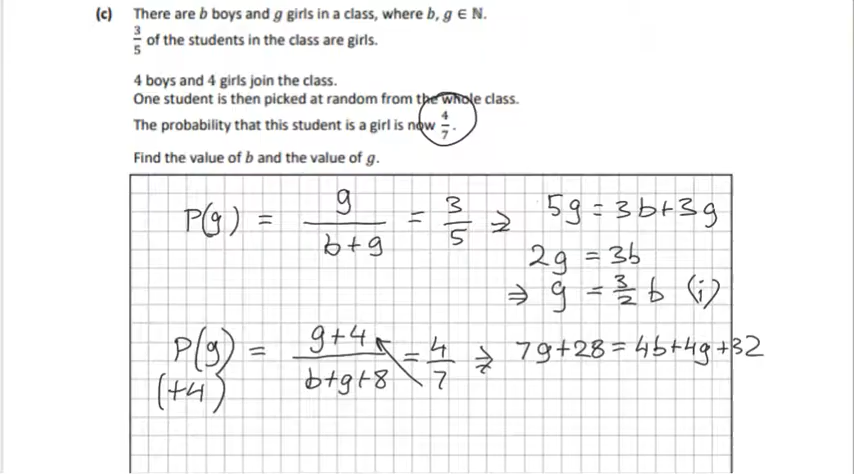 (c) There are b boys and g girls in a class, where b, g ∈ ℕ.
3/5 of the students in the class are girls.
4 boys and 4 girls join the class.
One student is then picked at random from the whole class.
The probability that this student is a girl is now 4/7.
Find the value of b and the value of g.
P(g) = g/(b+g) = 3/5 ⇒ 5g = 3b+3g
2g = 3b
⇒ g = 3/2 b (i)
P(g) = (g+4)/(b+g+8) = 4/7 ⇒ 7g+28 = 4b+4g+32
(+4)